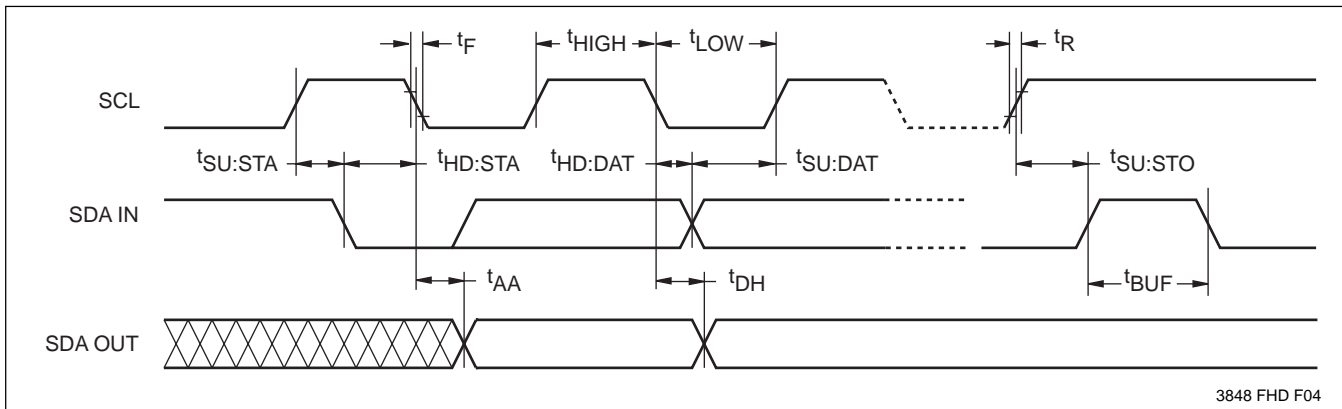 tF
tHIGH
tLOW
tR
SCL
tSU:STA
tHD:STA
tHD:DAT
tSU:DAT
tSU:STO
SDA IN
tAA
tDH
tBUF
SDA OUT
3848 FHD F04